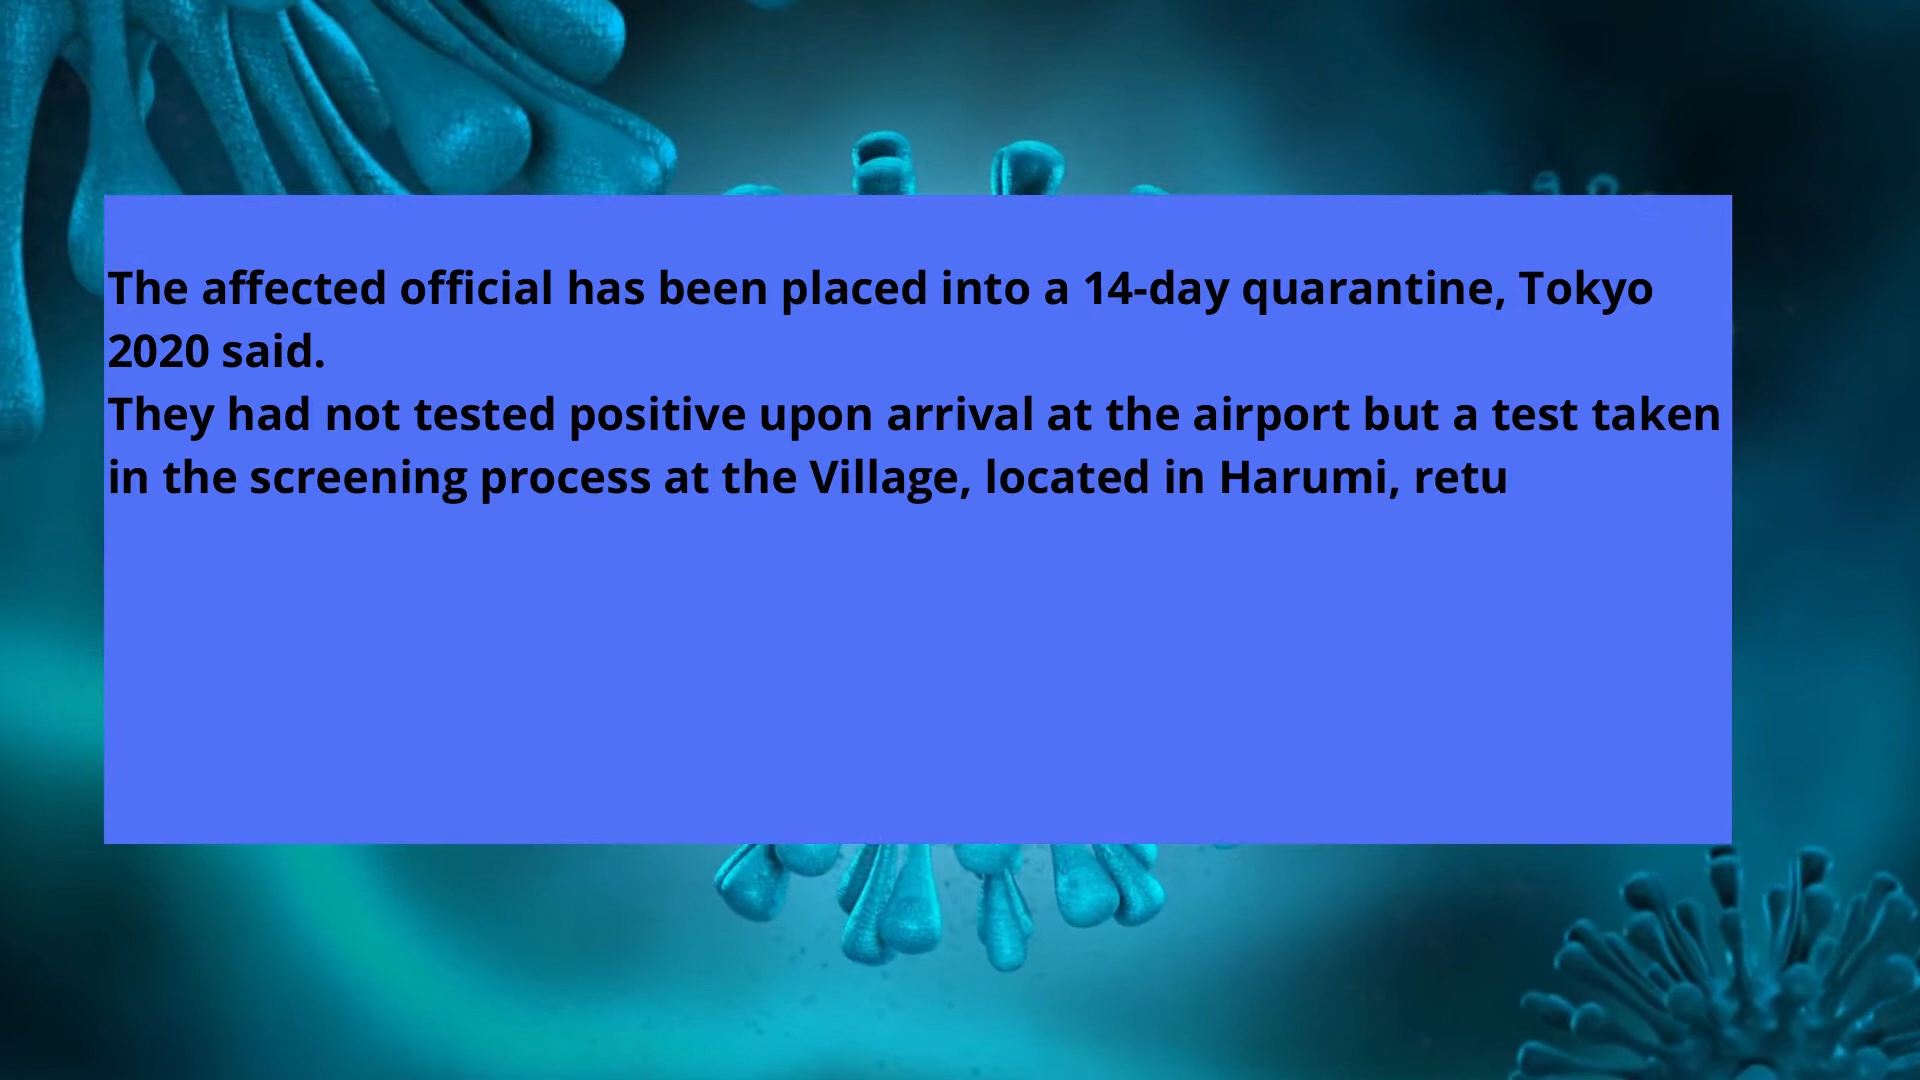 The affected official has been placed into a 14-day quarantine, Tokyo
2020 said.
They had not tested positive upon arrival at the airport but a test taken
in the screening process at the Village, located in Harumi, retu